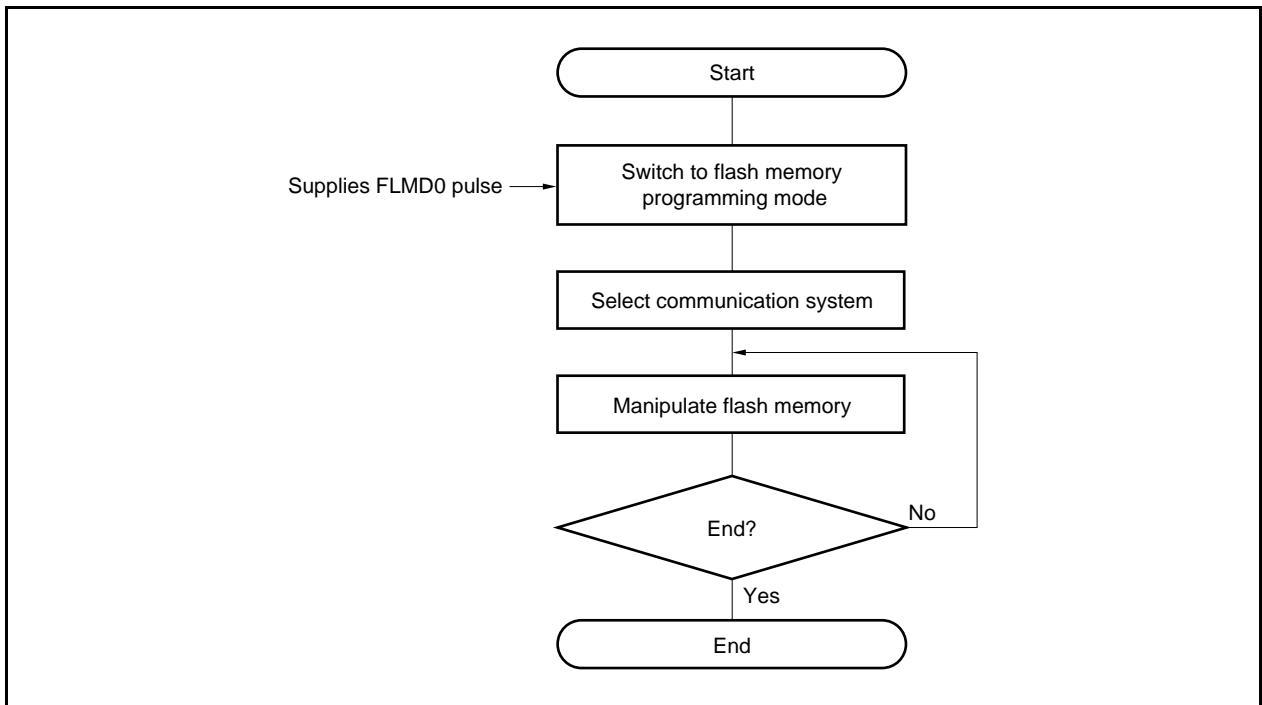 Start
Supplies FLMD0 pulse
Switch to flash memory
programming mode
Select communication system
Manipulate flash memory
End?
No
Yes
End